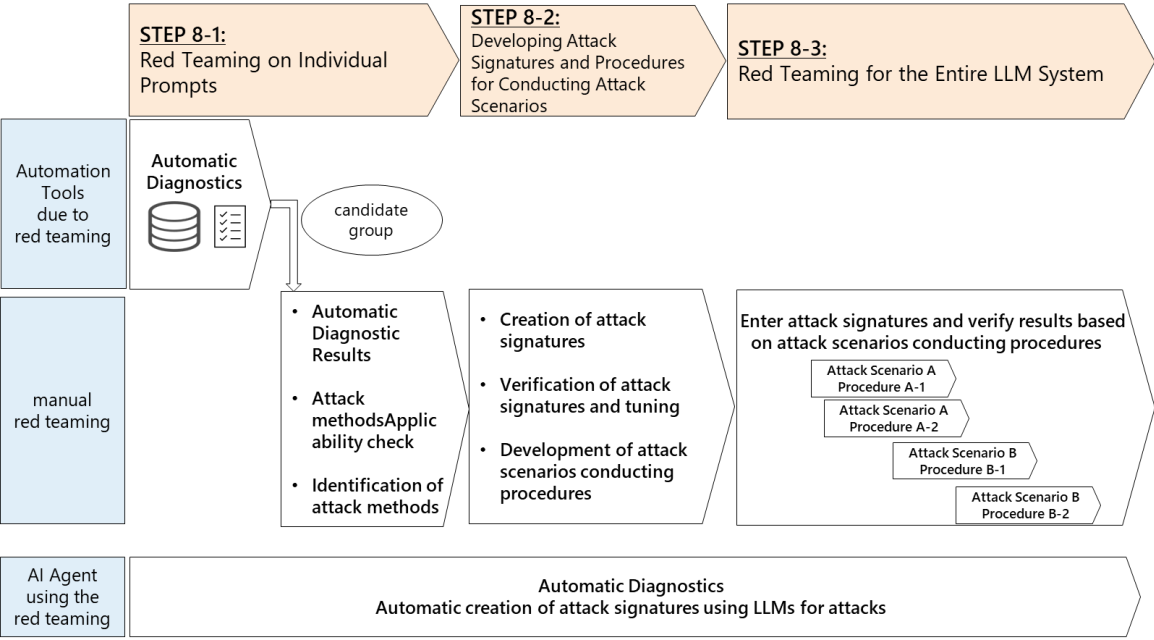 STEP 8-1:
Red Teaming on Individual
Prompts
STEP 8-2:
Developing Attack
Signatures and Procedures
for Conducting Attack
Scenarios
STEP 8-3:
Red Teaming for the Entire LLM System
Automation
Tools
due to
red teaming
Automatic
Diagnostics
candidate
group
manual
red teaming
• Automatic
Diagnostic
Results
• Attack
methodsApplic
ability check
• Identification of
attack methods
• Creation of attack
signatures
• Verification of attack
signatures and tuning
• Development of attack
scenarios conducting
procedures
Enter attack signatures and verify results based
on attack scenarios conducting procedures
Attack Scenario A
Procedure A-1
Attack Scenario A
Procedure A-2
Attack Scenario B
Procedure B-1
Attack Scenario B
Procedure B-2
AI Agent
using the
red teaming
Automatic Diagnostics
Automatic creation of attack signatures using LLMs for attacks